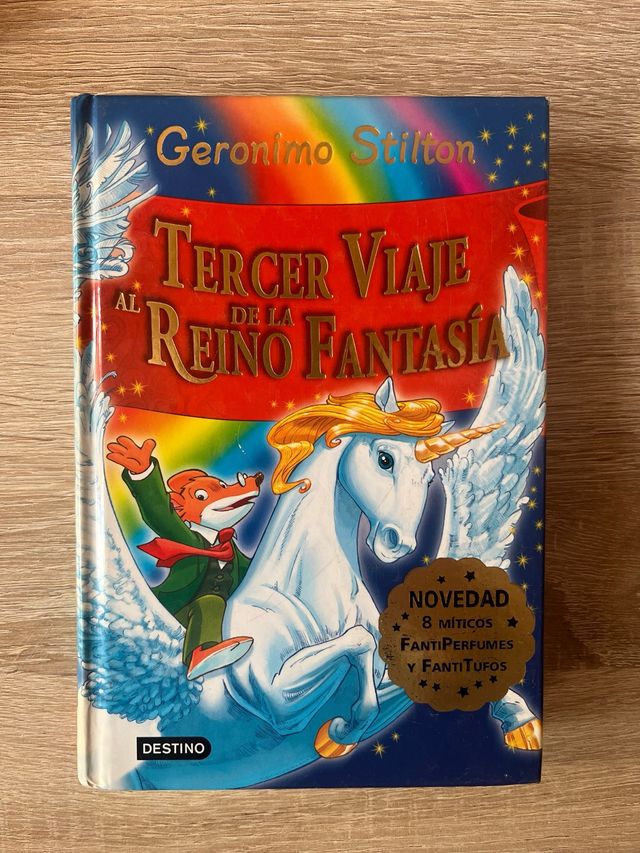 Geronimo Stilton
TERCER VIAJE
AL REINO DE LA FANTASÍA
NOVEDAD
8 MÍTICOS
FANTIPERFUMES
Y FANTITUFOS
DESTINO